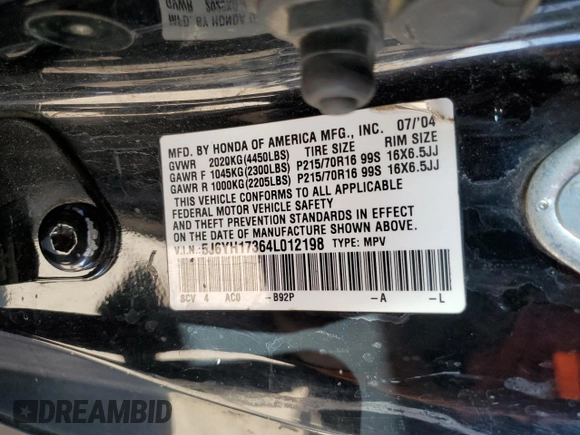 MFD. BY HONDA OF AMERICA MFG., INC. 07/'04
GVWR 2020KG(4450LBS) TIRE SIZE RIM SIZE
GAWR F 1045KG(2300LBS) P215/70R16 99S 16X6.5JJ
GAWR R 1000KG(2205LBS) P215/70R16 99S 16X6.5JJ
THIS VEHICLE CONFORMS TO ALL APPLICABLE
FEDERAL MOTOR VEHICLE SAFETY
AND THEFT PREVENTION STANDARDS IN EFFECT
ON THE DATE OF MANUFACTURE SHOWN ABOVE.
V.I.N.:5J6YH17364L012198 TYPE: MPV
SCV 4 AC0 -B92P -A -L
DREAMBID